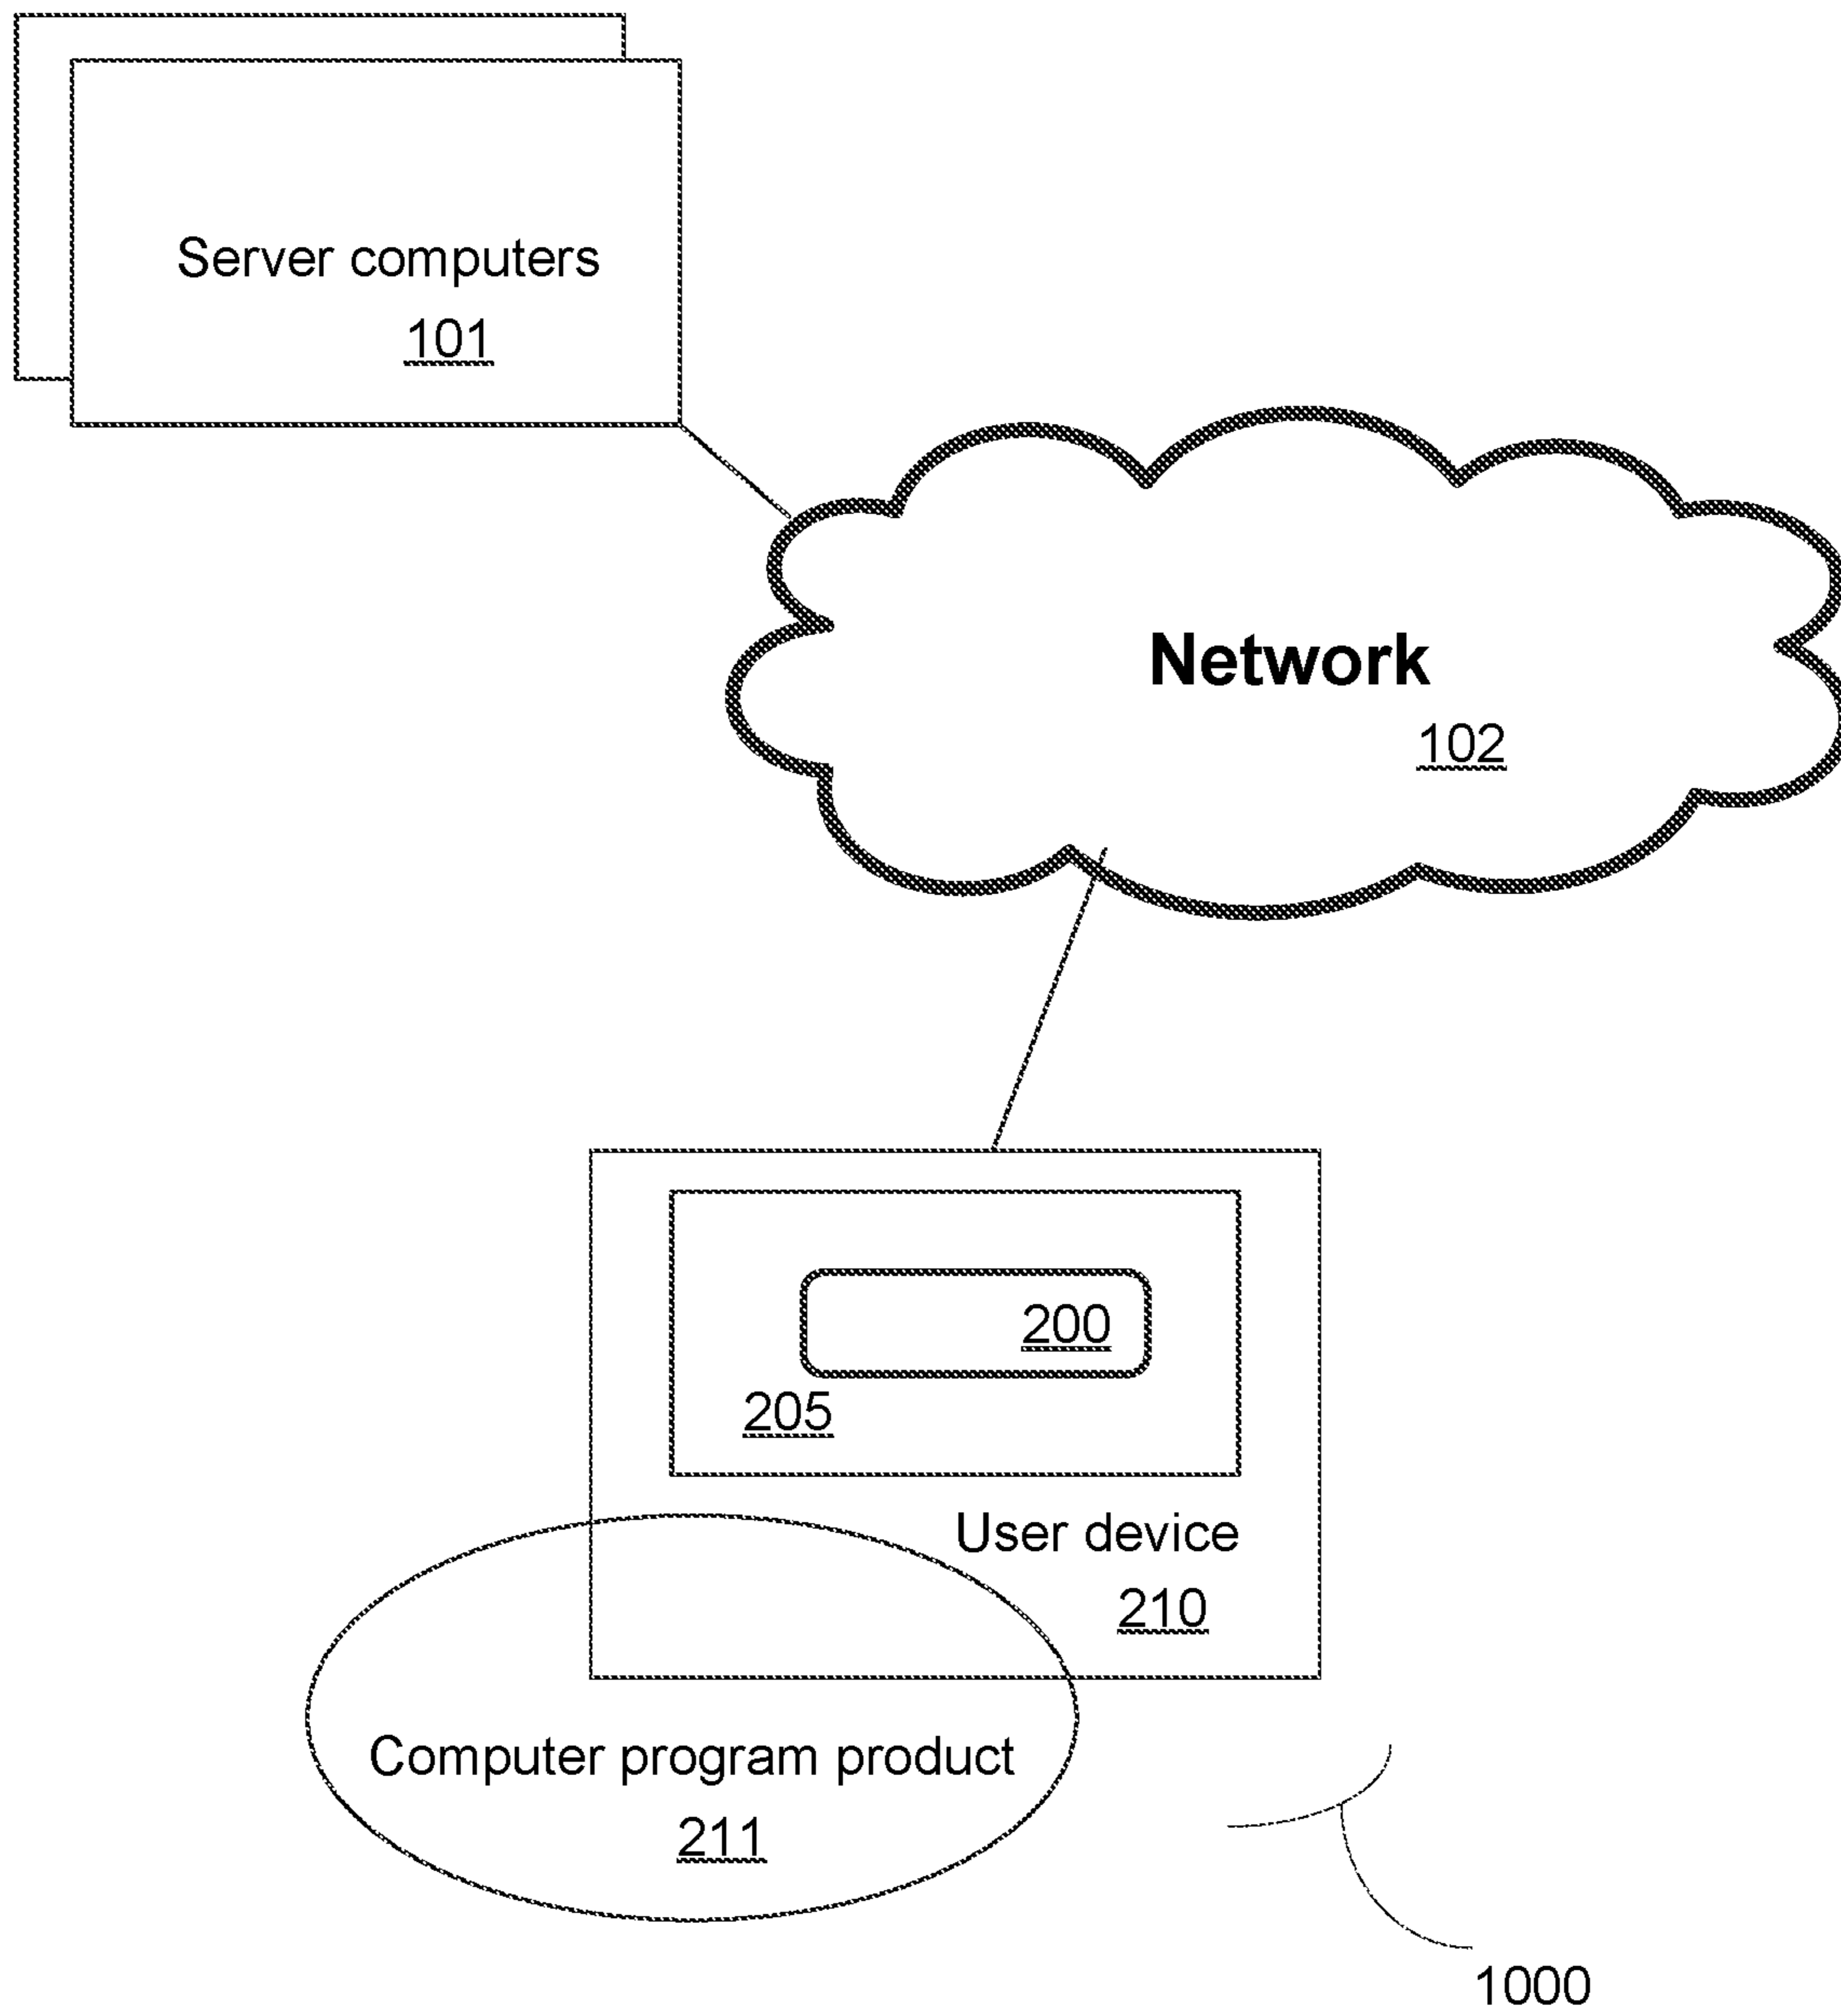 Server computers
101
Network
102
200
205
User device
210
Computer program product
211
1000